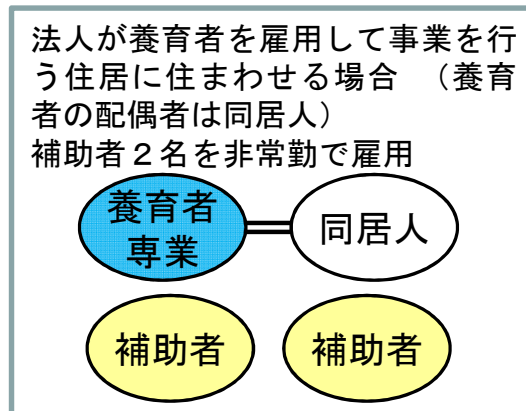 法人が養育者を雇用して事業を行
う住居に住まわせる場合　（養育
者の配偶者は同居人）
補助者２名を非常勤で雇用
養育者
専業
同居人
補助者
補助者